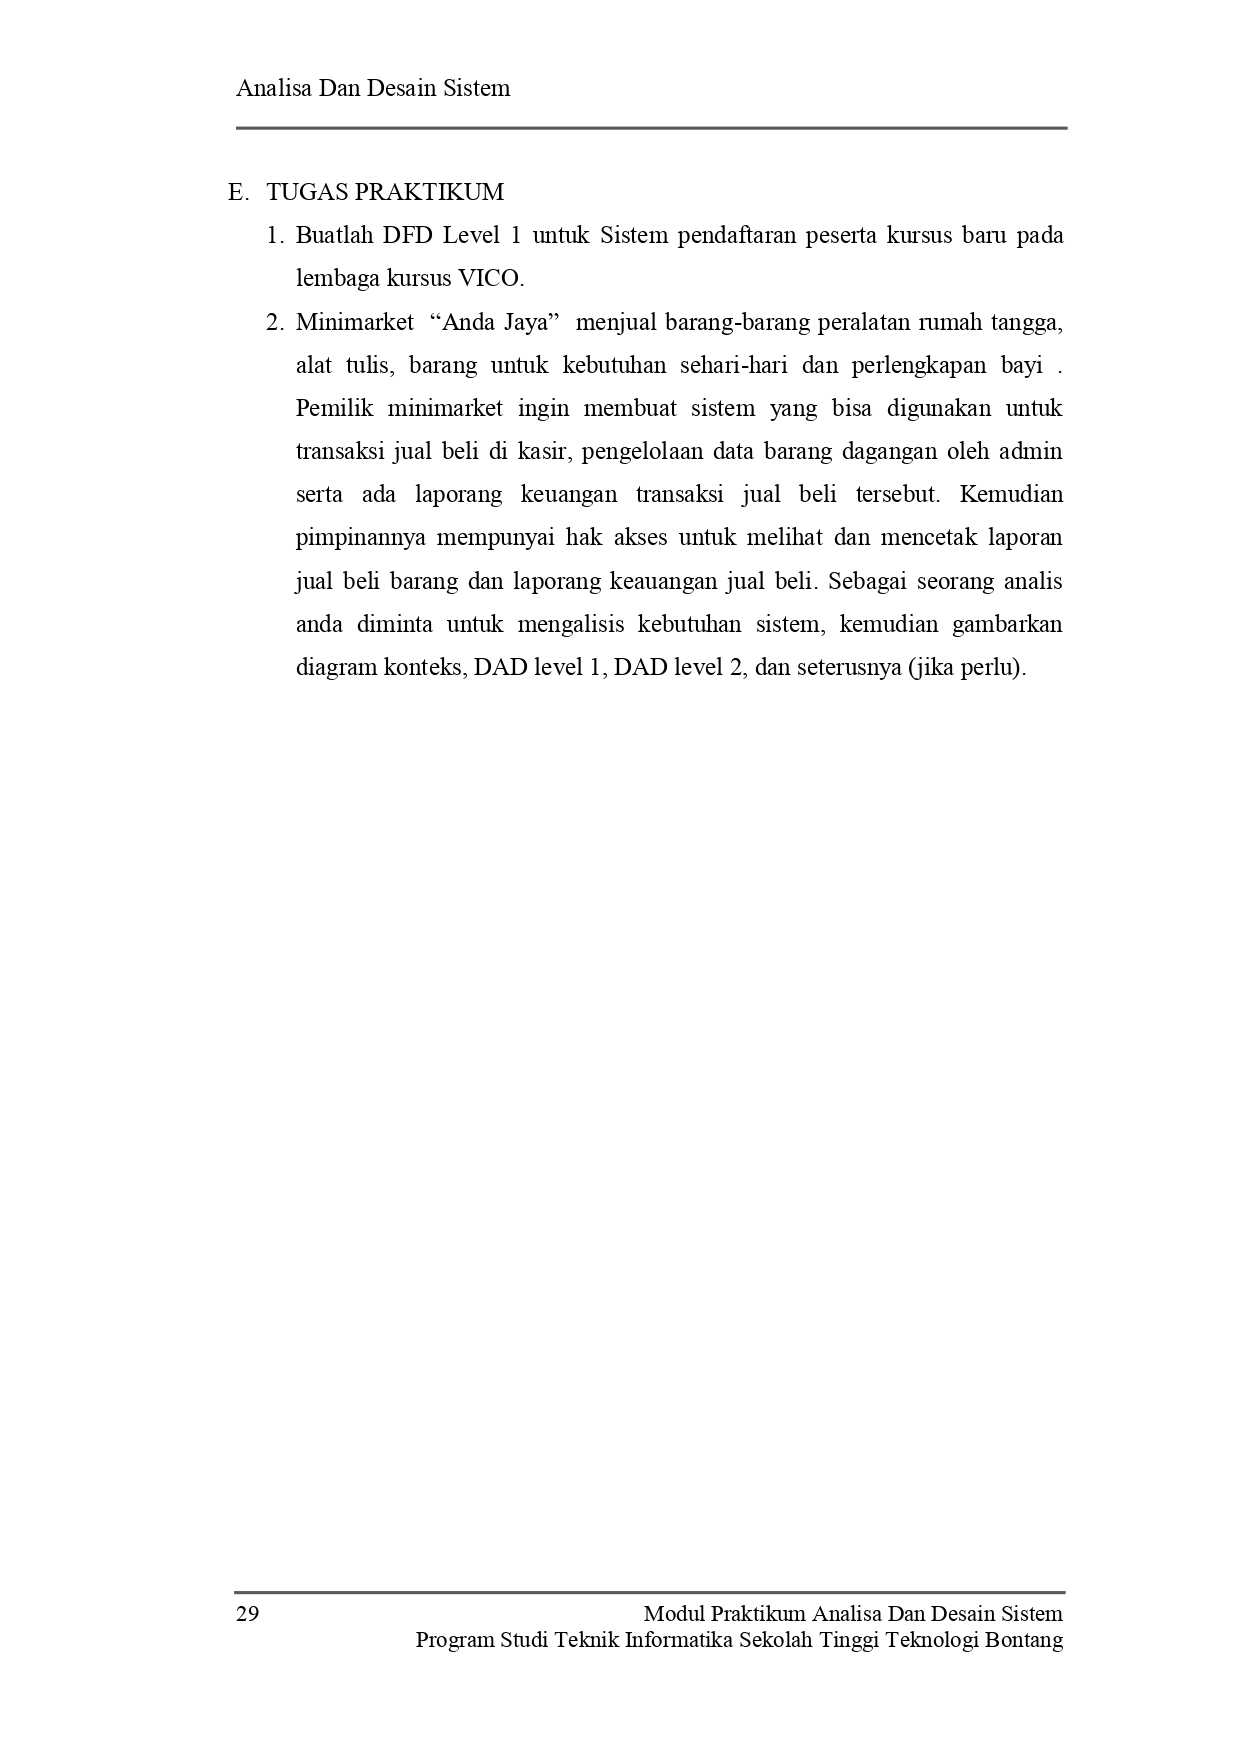 Analisa Dan Desain Sistem
E. TUGAS PRAKTIKUM
1. Buatlah DFD Level 1 untuk Sistem pendaftaran peserta kursus baru pada
lembaga kursus VICO.
2. Minimarket “Anda Jaya” menjual barang-barang peralatan rumah tangga,
alat tulis, barang untuk kebutuhan sehari-hari dan perlengkapan bayi .
Pemilik minimarket ingin membuat sistem yang bisa digunakan untuk
transaksi jual beli di kasir, pengelolaan data barang dagangan oleh admin
serta ada laporang keuangan transaksi jual beli tersebut. Kemudian
pimpinannya mempunyai hak akses untuk melihat dan mencetak laporan
jual beli barang dan laporang keauangan jual beli. Sebagai seorang analis
anda diminta untuk mengalisis kebutuhan sistem, kemudian gambarkan
diagram konteks, DAD level 1, DAD level 2, dan seterusnya (jika perlu).
29 Modul Praktikum Analisa Dan Desain Sistem
Program Studi Teknik Informatika Sekolah Tinggi Teknologi Bontang